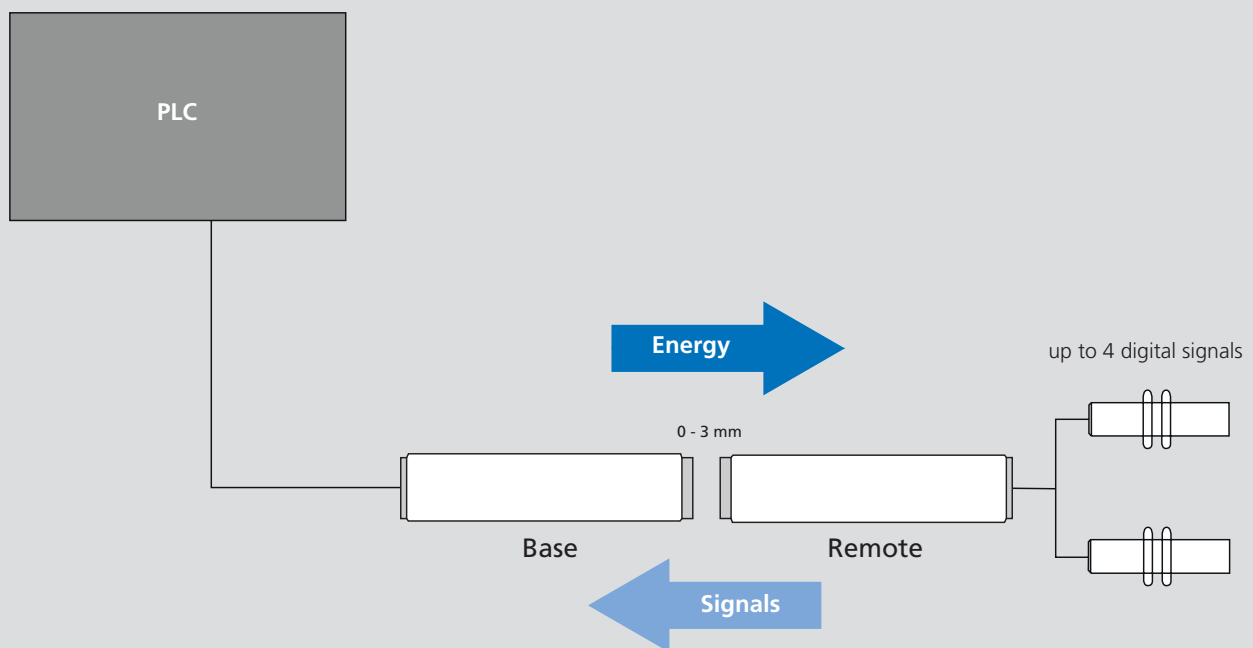 PLC
Energy
up to 4 digital signals
0 - 3 mm
Base
Remote
Signals